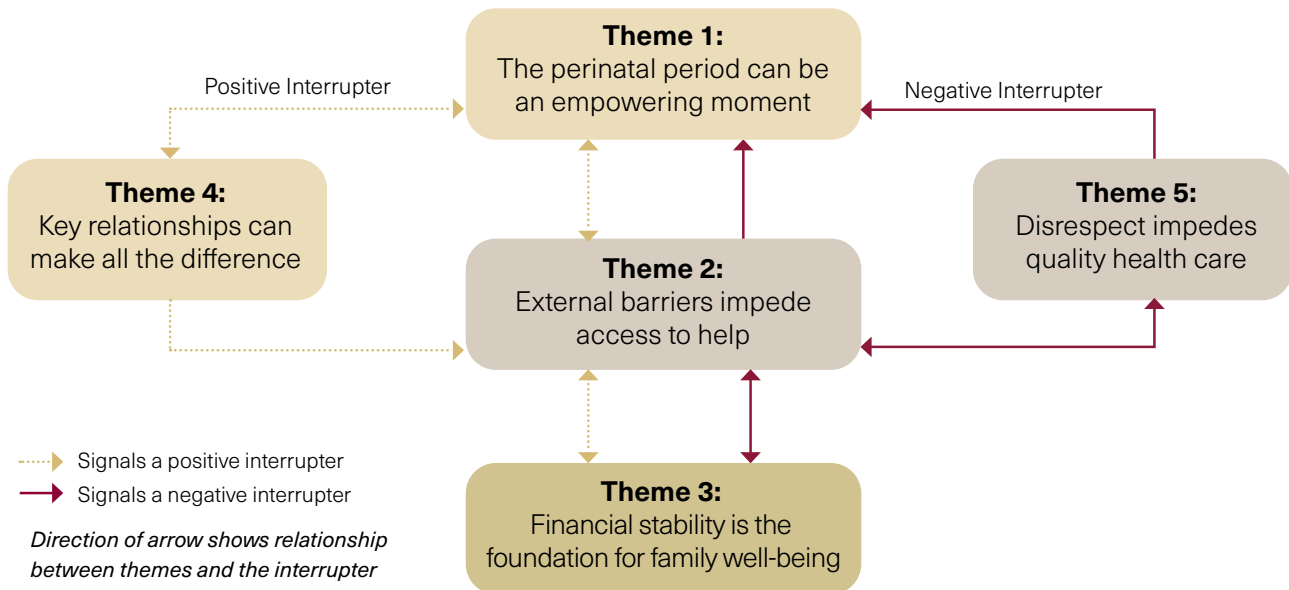 Theme 1:
The perinatal period can be
an empowering moment
Positive Interrupter
Negative Interrupter
Theme 4:
Key relationships can
make all the difference
Theme 5:
Disrespect impedes
quality health care
Theme 2:
External barriers impede
access to help
Signals a positive interrupter
Signals a negative interrupter
Direction of arrow shows relationship
between themes and the interrupter
Theme 3:
Financial stability is the
foundation for family well-being